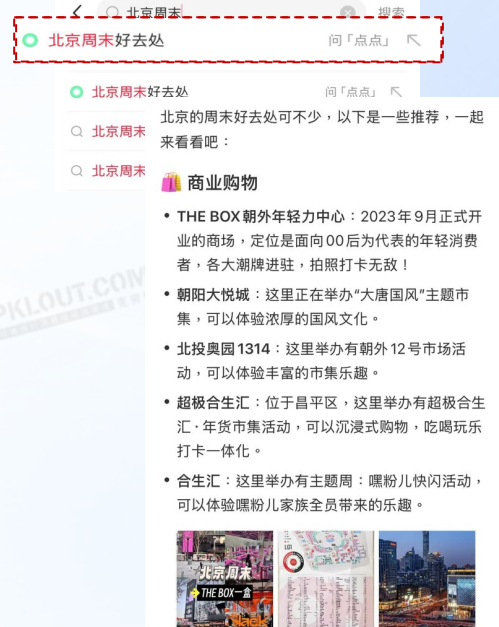 北京周末 搜索
北京周末好去处 问「点点」
北京周末好去处 问「点点」
北京周末
北京周末
北京的周末好去处可不少，以下是一些推荐，一起
来看看吧：
商业购物
• THE BOX朝外年轻力中心：2023年9月正式开
业的商场，定位是面向00后为代表的年轻消费
者，各大潮牌进驻，拍照打卡无敌！
• 朝阳大悦城：这里正在举办“大唐国风”主题市
集，可以体验浓厚的国风文化。
• 北投奥园1314：这里举办有朝外12号市场活
动，可以体验丰富的市集乐趣。
• 超极合生汇：位于昌平区，这里举办有超极合生
汇·年货市集活动，可以沉浸式购物，吃喝玩乐
打卡一体化。
• 合生汇：这里举办有主题周：嘿粉儿快闪活动，
可以体验嘿粉儿家族全员带来的乐趣。
北京周末
THE BOX一盒
PKLOUT.COM